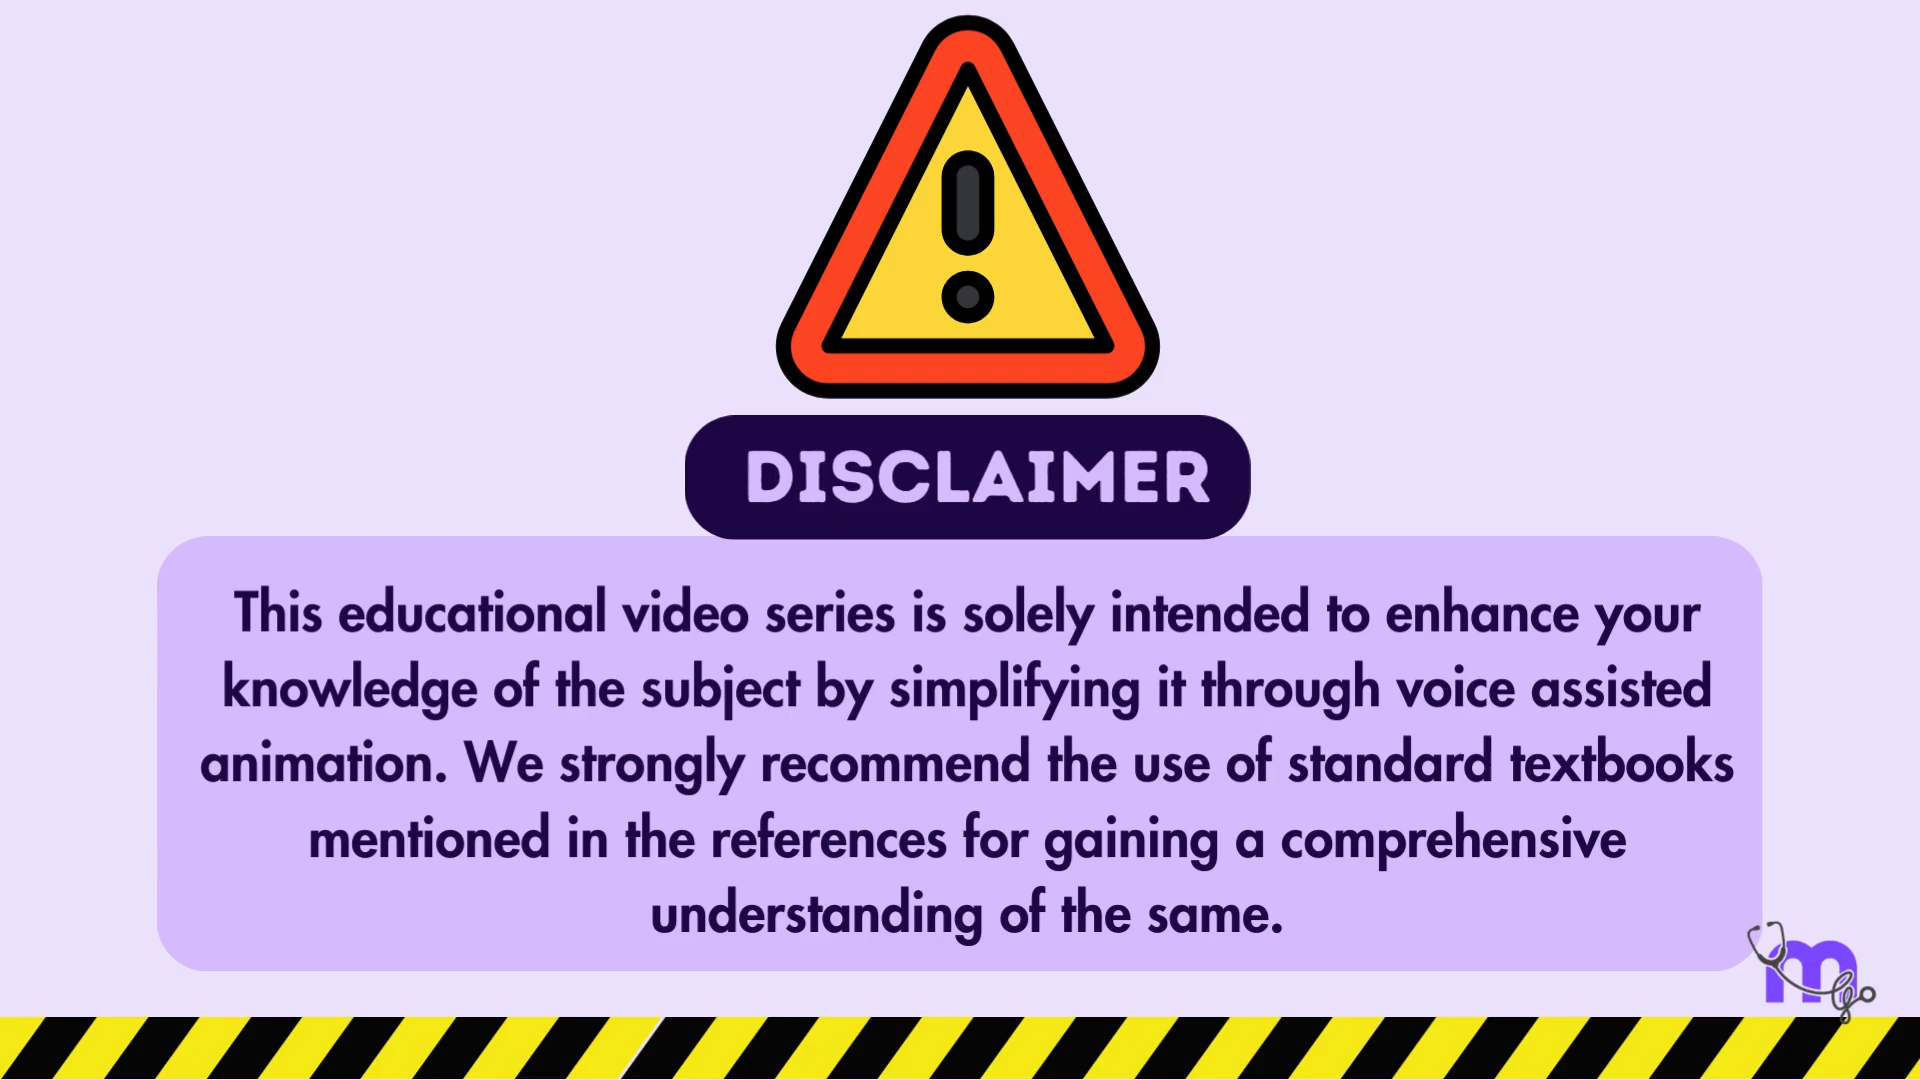 DISCLAIMER
This educational video series is solely intended to enhance your
knowledge of the subject by simplifying it through voice assisted
animation. We strongly recommend the use of standard textbooks
mentioned in the references for gaining a comprehensive
understanding of the same.
m go